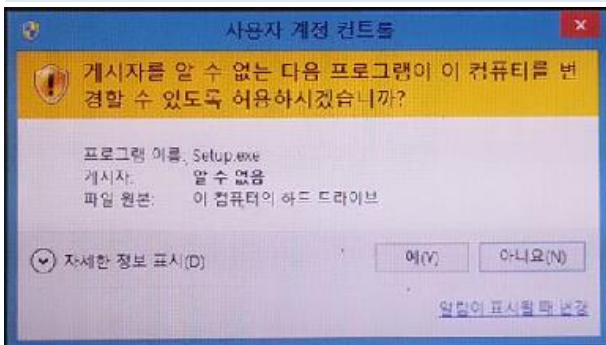 사용자 계정 컨트롤
게시자를 알 수 없는 다음 프로그램이 이 컴퓨터를 변
경할 수 있도록 허용하시겠습니까?
프로그램 이름: Setup.exe
게시자: 알 수 없음
파일 원본: 이 컴퓨터의 하드 드라이브
자세한 정보 표시(D)
예(Y)
아니요(N)
알림이 표시될 때 변경